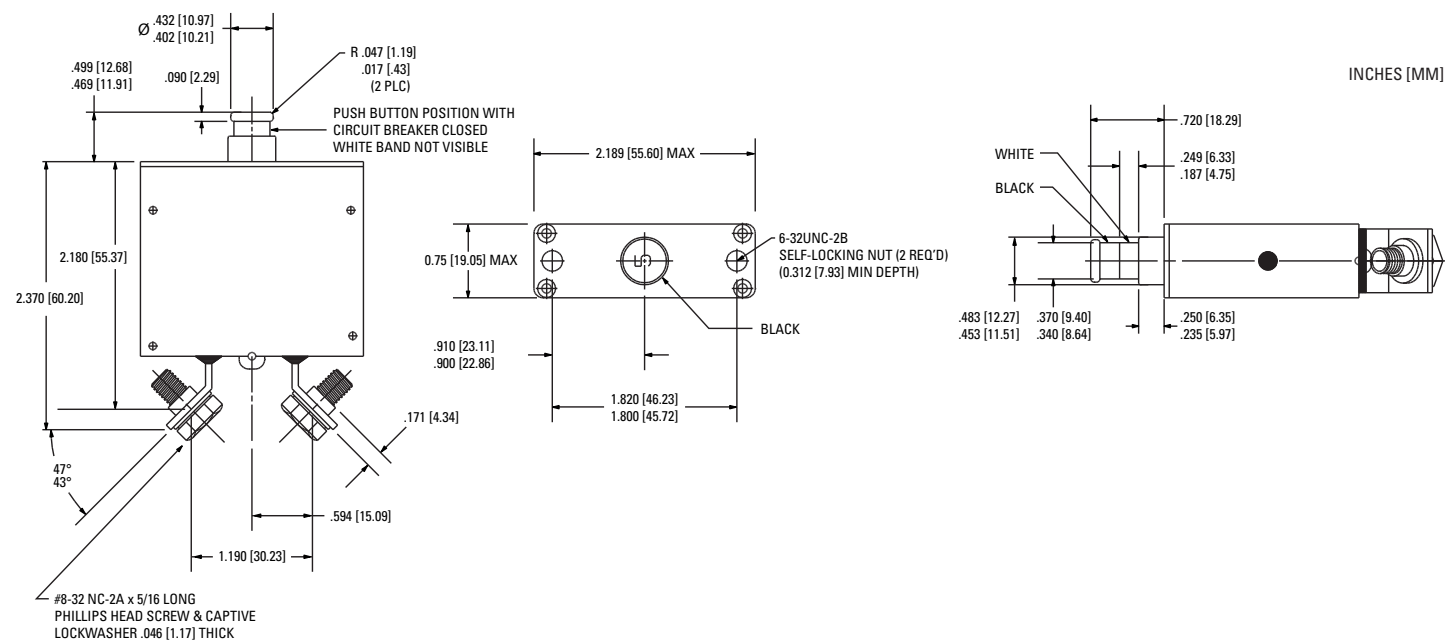 Ø .432 [10.97]
.402 [10.21]
.499 [12.68]
.469 [11.91]
.090 [2.29]
R .047 [1.19]
.017 [.43]
(2 PLC)
PUSH BUTTON POSITION WITH
CIRCUIT BREAKER CLOSED
WHITE BAND NOT VISIBLE
2.180 [55.37]
2.370 [60.20]
47°
43°
.171 [4.34]
.594 [15.09]
1.190 [30.23]
#8-32 NC-2A x 5/16 LONG
PHILLIPS HEAD SCREW & CAPTIVE
LOCKWASHER .046 [1.17] THICK
2.189 [55.60] MAX
0.75 [19.05] MAX
5
6-32UNC-2B
SELF-LOCKING NUT (2 REQ'D)
(0.312 [7.93] MIN DEPTH)
BLACK
.910 [23.11]
.900 [22.86]
1.820 [46.23]
1.800 [45.72]
INCHES [MM]
.720 [18.29]
WHITE
BLACK
.249 [6.33]
.187 [4.75]
.483 [12.27]
.453 [11.51]
.370 [9.40]
.340 [8.64]
.250 [6.35]
.235 [5.97]